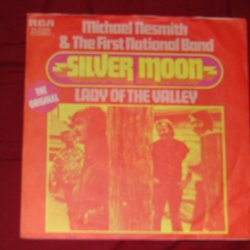 RCA
Michael Nesmith
& The First National Band
SILVER MOON
THE ORIGINAL
LADY OF THE VALLEY